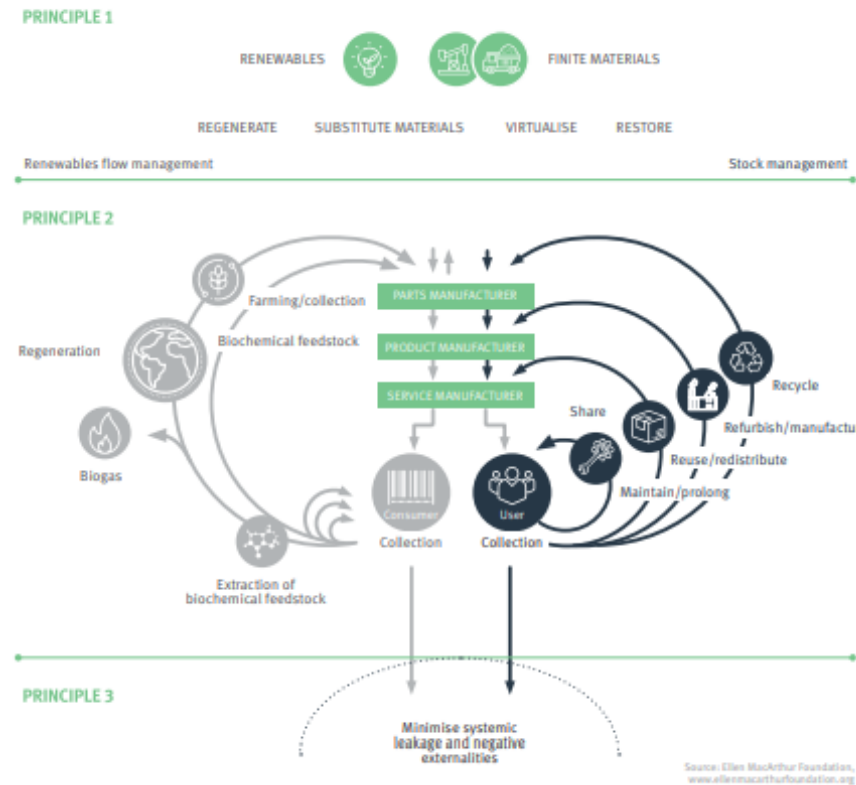 PRINCIPLE 1
RENEWABLES
FINITE MATERIALS
REGENERATE
SUBSTITUTE MATERIALS
VIRTUALISE
RESTORE
Renewables flow management
Stock management
PRINCIPLE 2
Farming/collection
PARTS MANUFACTURER
Biochemical feedstock
PRODUCT MANUFACTURER
Regeneration
SERVICE MANUFACTURER
Recycle
Share
Refurbish/manufactu
Reuse/redistribute
Biogas
Maintain/prolong
Consumer
User
Collection
Collection
Extraction of
biochemical feedstock
PRINCIPLE 3
Minimise systemic
leakage and negative
externalities
Source: Ellen MacArthur Foundation,
www.ellenmacarthurfoundation.org